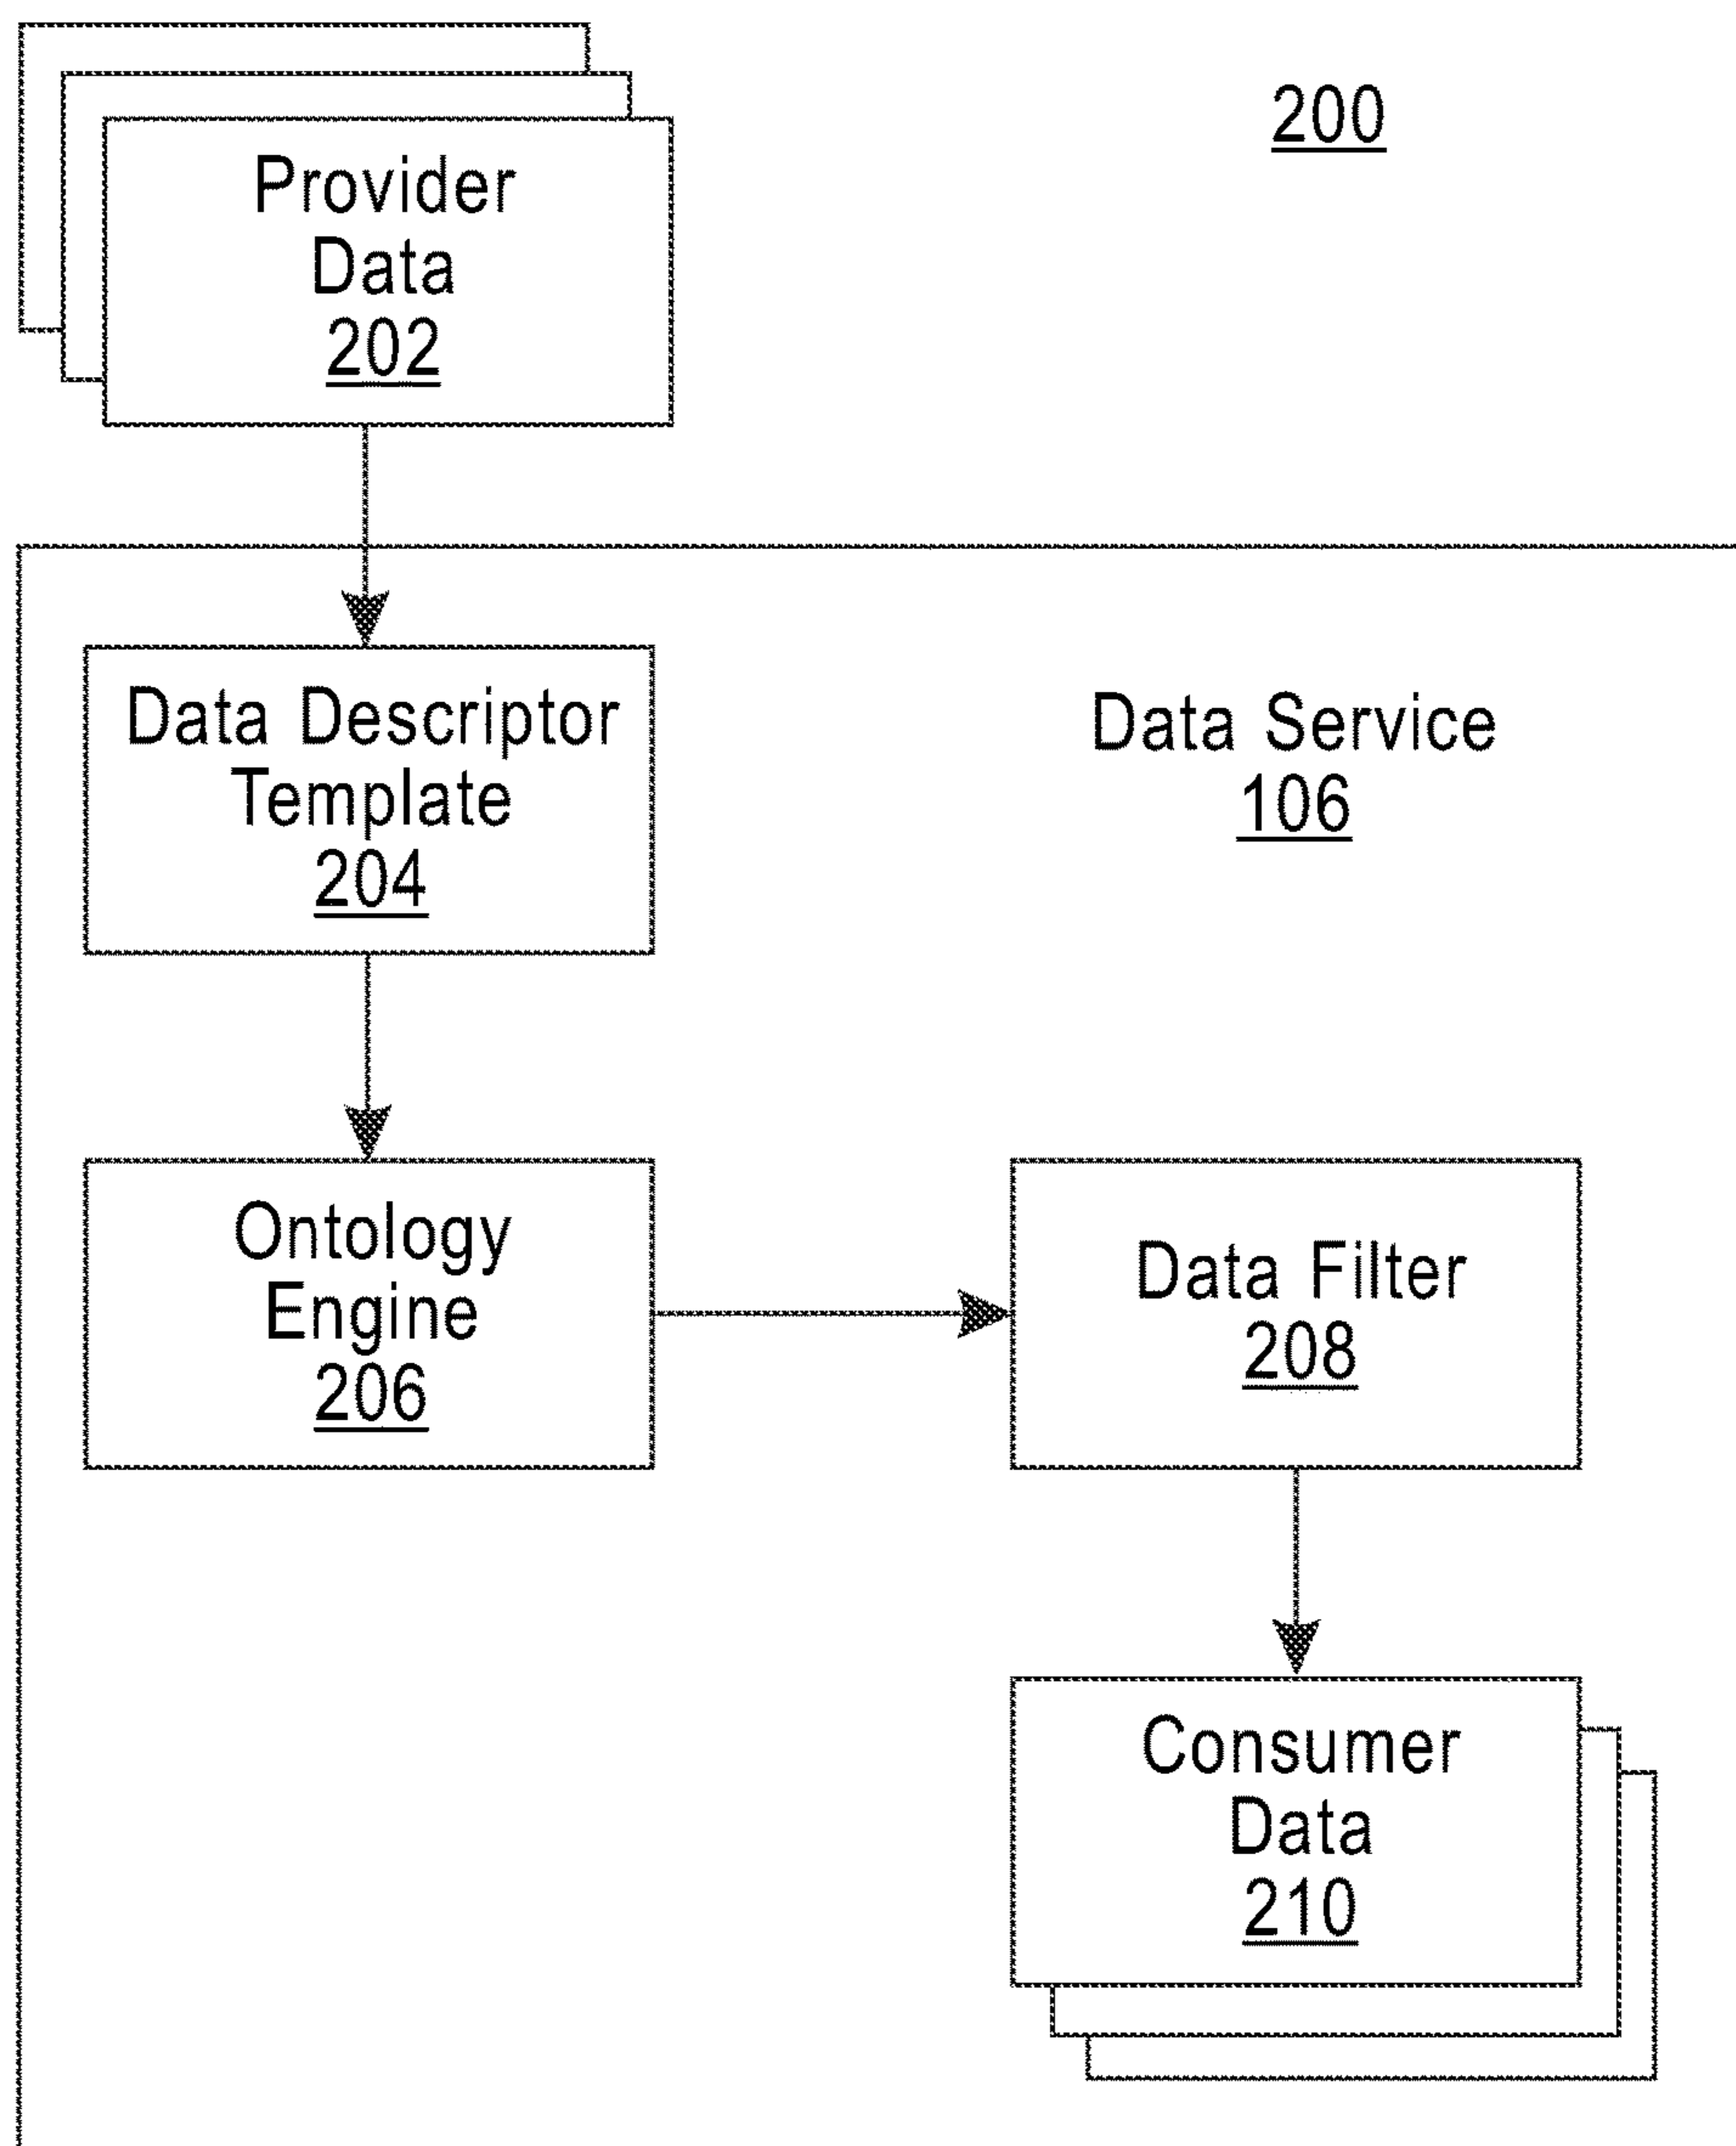 200
Provider
Data
202
Data Descriptor
Template
204
Data Service
106
Ontology
Engine
206
Data Filter
208
Consumer
Data
210